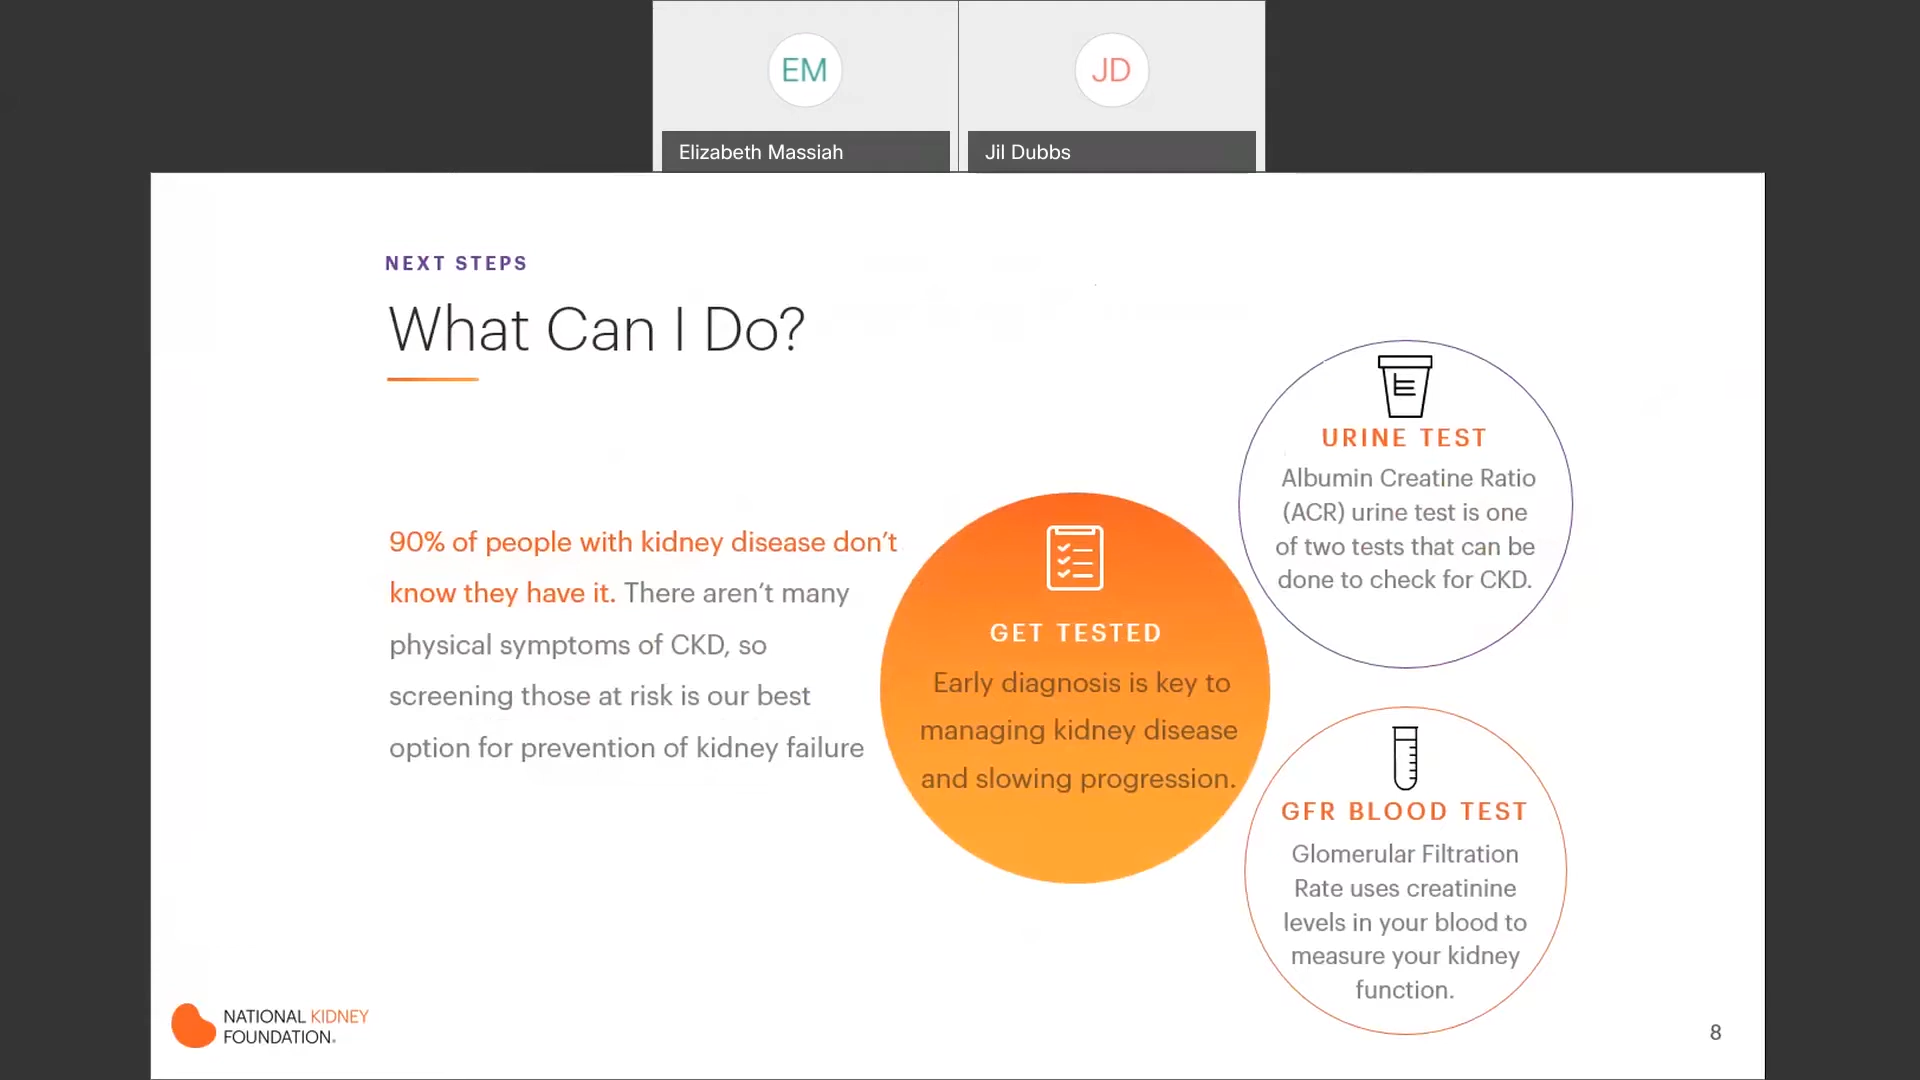 EM
JD
Elizabeth Massiah
Jil Dubbs
NEXT STEPS
What Can I Do?
90% of people with kidney disease don't
know they have it. There aren't many
physical symptoms of CKD, so
screening those at risk is our best
option for prevention of kidney failure
GET TESTED
Early diagnosis is key to
managing kidney disease
and slowing progression.
URINE TEST
Albumin Creatine Ratio
(ACR) urine test is one
of two tests that can be
done to check for CKD.
GFR BLOOD TEST
Glomerular Filtration
Rate uses creatinine
levels in your blood to
measure your kidney
function.
NATIONAL KIDNEY
FOUNDATION.
8